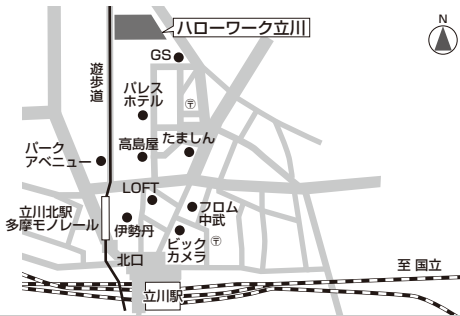 ハローワーク立川
N
GS
遊歩道
パレス
ホテル
〒
高島屋
たましん
パーク
アベニュー
LOFT
フロム
中武
立川北駅
多摩モノレール
伊勢丹
ビック
カメラ
〒
北口
至 国立
立川駅